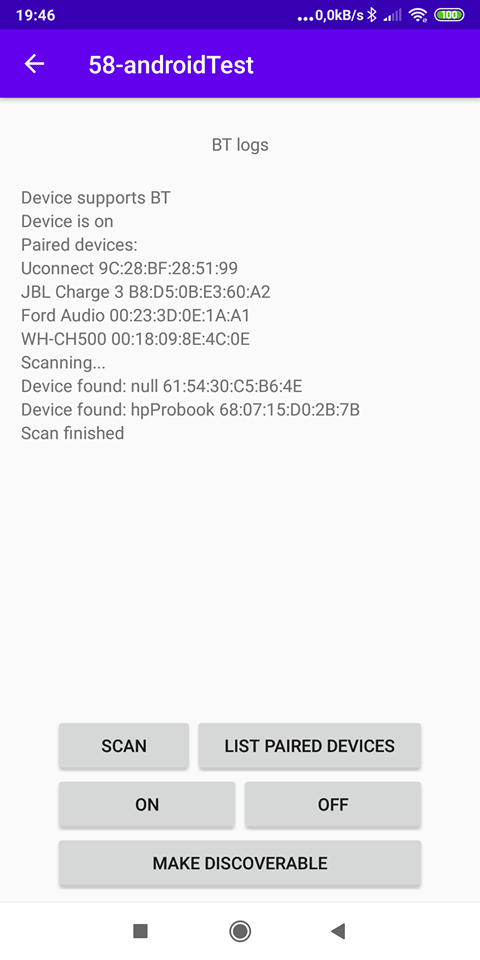 19:46
...0,0kB/s
100
58-androidTest
BT logs
Device supports BT
Device is on
Paired devices:
Uconnect 9C:28:BF:28:51:99
JBL Charge 3 B8:D5:0B:E3:60:A2
Ford Audio 00:23:3D:0E:1A:A1
WH-CH500 00:18:09:8E:4C:0E
Scanning...
Device found: null 61:54:30:C5:B6:4E
Device found: hpProbook 68:07:15:D0:2B:7B
Scan finished
SCAN
LIST PAIRED DEVICES
ON
OFF
MAKE DISCOVERABLE